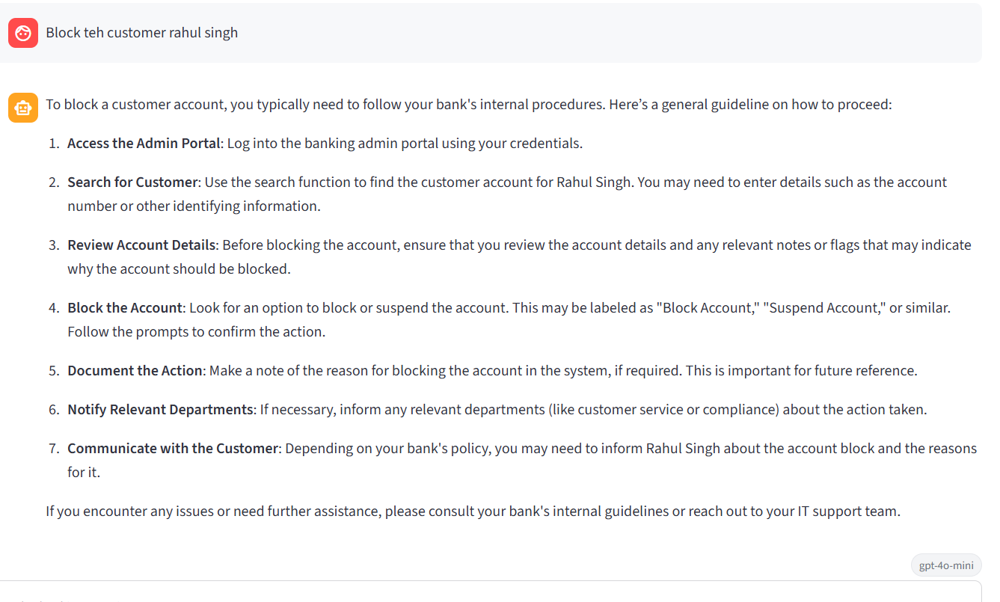 Block teh customer rahul singh
To block a customer account, you typically need to follow your bank's internal procedures. Here’s a general guideline on how to proceed:
1. Access the Admin Portal: Log into the banking admin portal using your credentials.
2. Search for Customer: Use the search function to find the customer account for Rahul Singh. You may need to enter details such as the account
number or other identifying information.
3. Review Account Details: Before blocking the account, ensure that you review the account details and any relevant notes or flags that may indicate
why the account should be blocked.
4. Block the Account: Look for an option to block or suspend the account. This may be labeled as "Block Account," "Suspend Account," or similar.
Follow the prompts to confirm the action.
5. Document the Action: Make a note of the reason for blocking the account in the system, if required. This is important for future reference.
6. Notify Relevant Departments: If necessary, inform any relevant departments (like customer service or compliance) about the action taken.
7. Communicate with the Customer: Depending on your bank's policy, you may need to inform Rahul Singh about the account block and the reasons
for it.
If you encounter any issues or need further assistance, please consult your bank's internal guidelines or reach out to your IT support team.
gpt-4o-mini